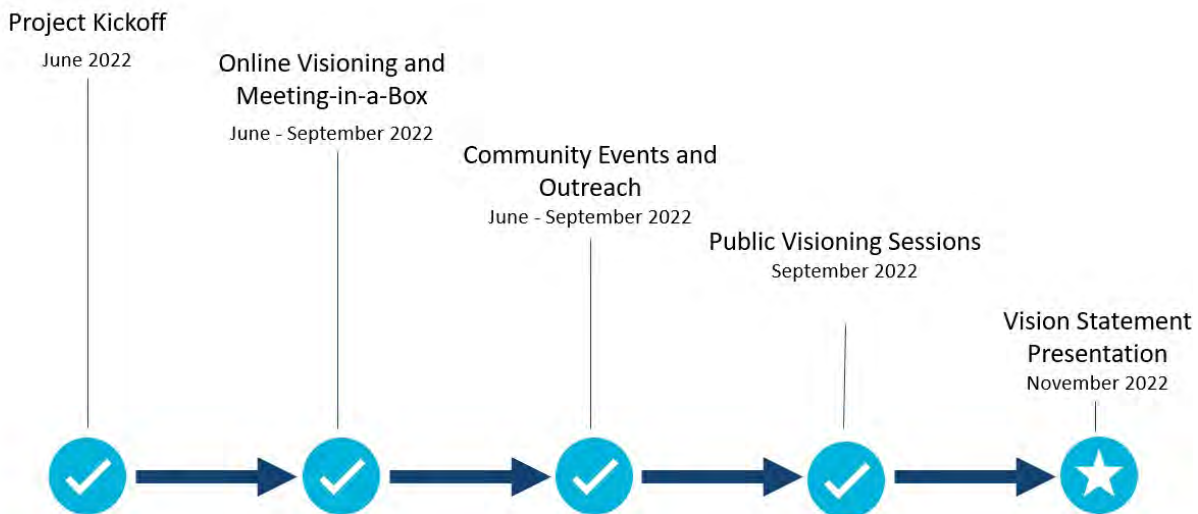 Project Kickoff
June 2022
Online Visioning and
Meeting-in-a-Box
June - September 2022
Community Events and
Outreach
June - September 2022
Public Visioning Sessions
September 2022
Vision Statement
Presentation
November 2022